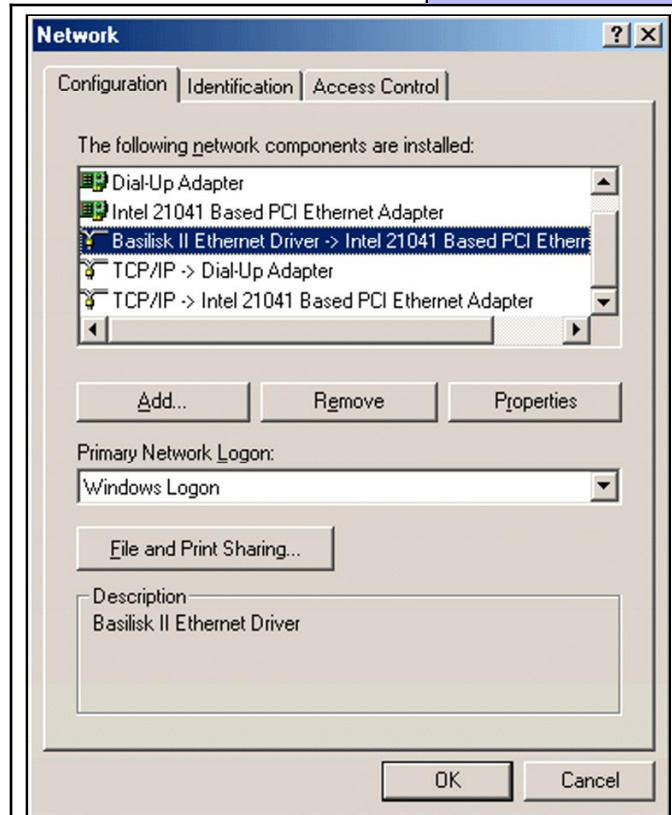 Network
Configuration Identification Access Control
The following network components are installed:
Dial-Up Adapter
Intel 21041 Based PCI Ethernet Adapter
Basilisk II Ethernet Driver -> Intel 21041 Based PCI Ethern
TCP/IP -> Dial-Up Adapter
TCP/IP -> Intel 21041 Based PCI Ethernet Adapter
Add... Remove Properties
Primary Network Logon:
Windows Logon
File and Print Sharing...
Description
Basilisk II Ethernet Driver
OK Cancel